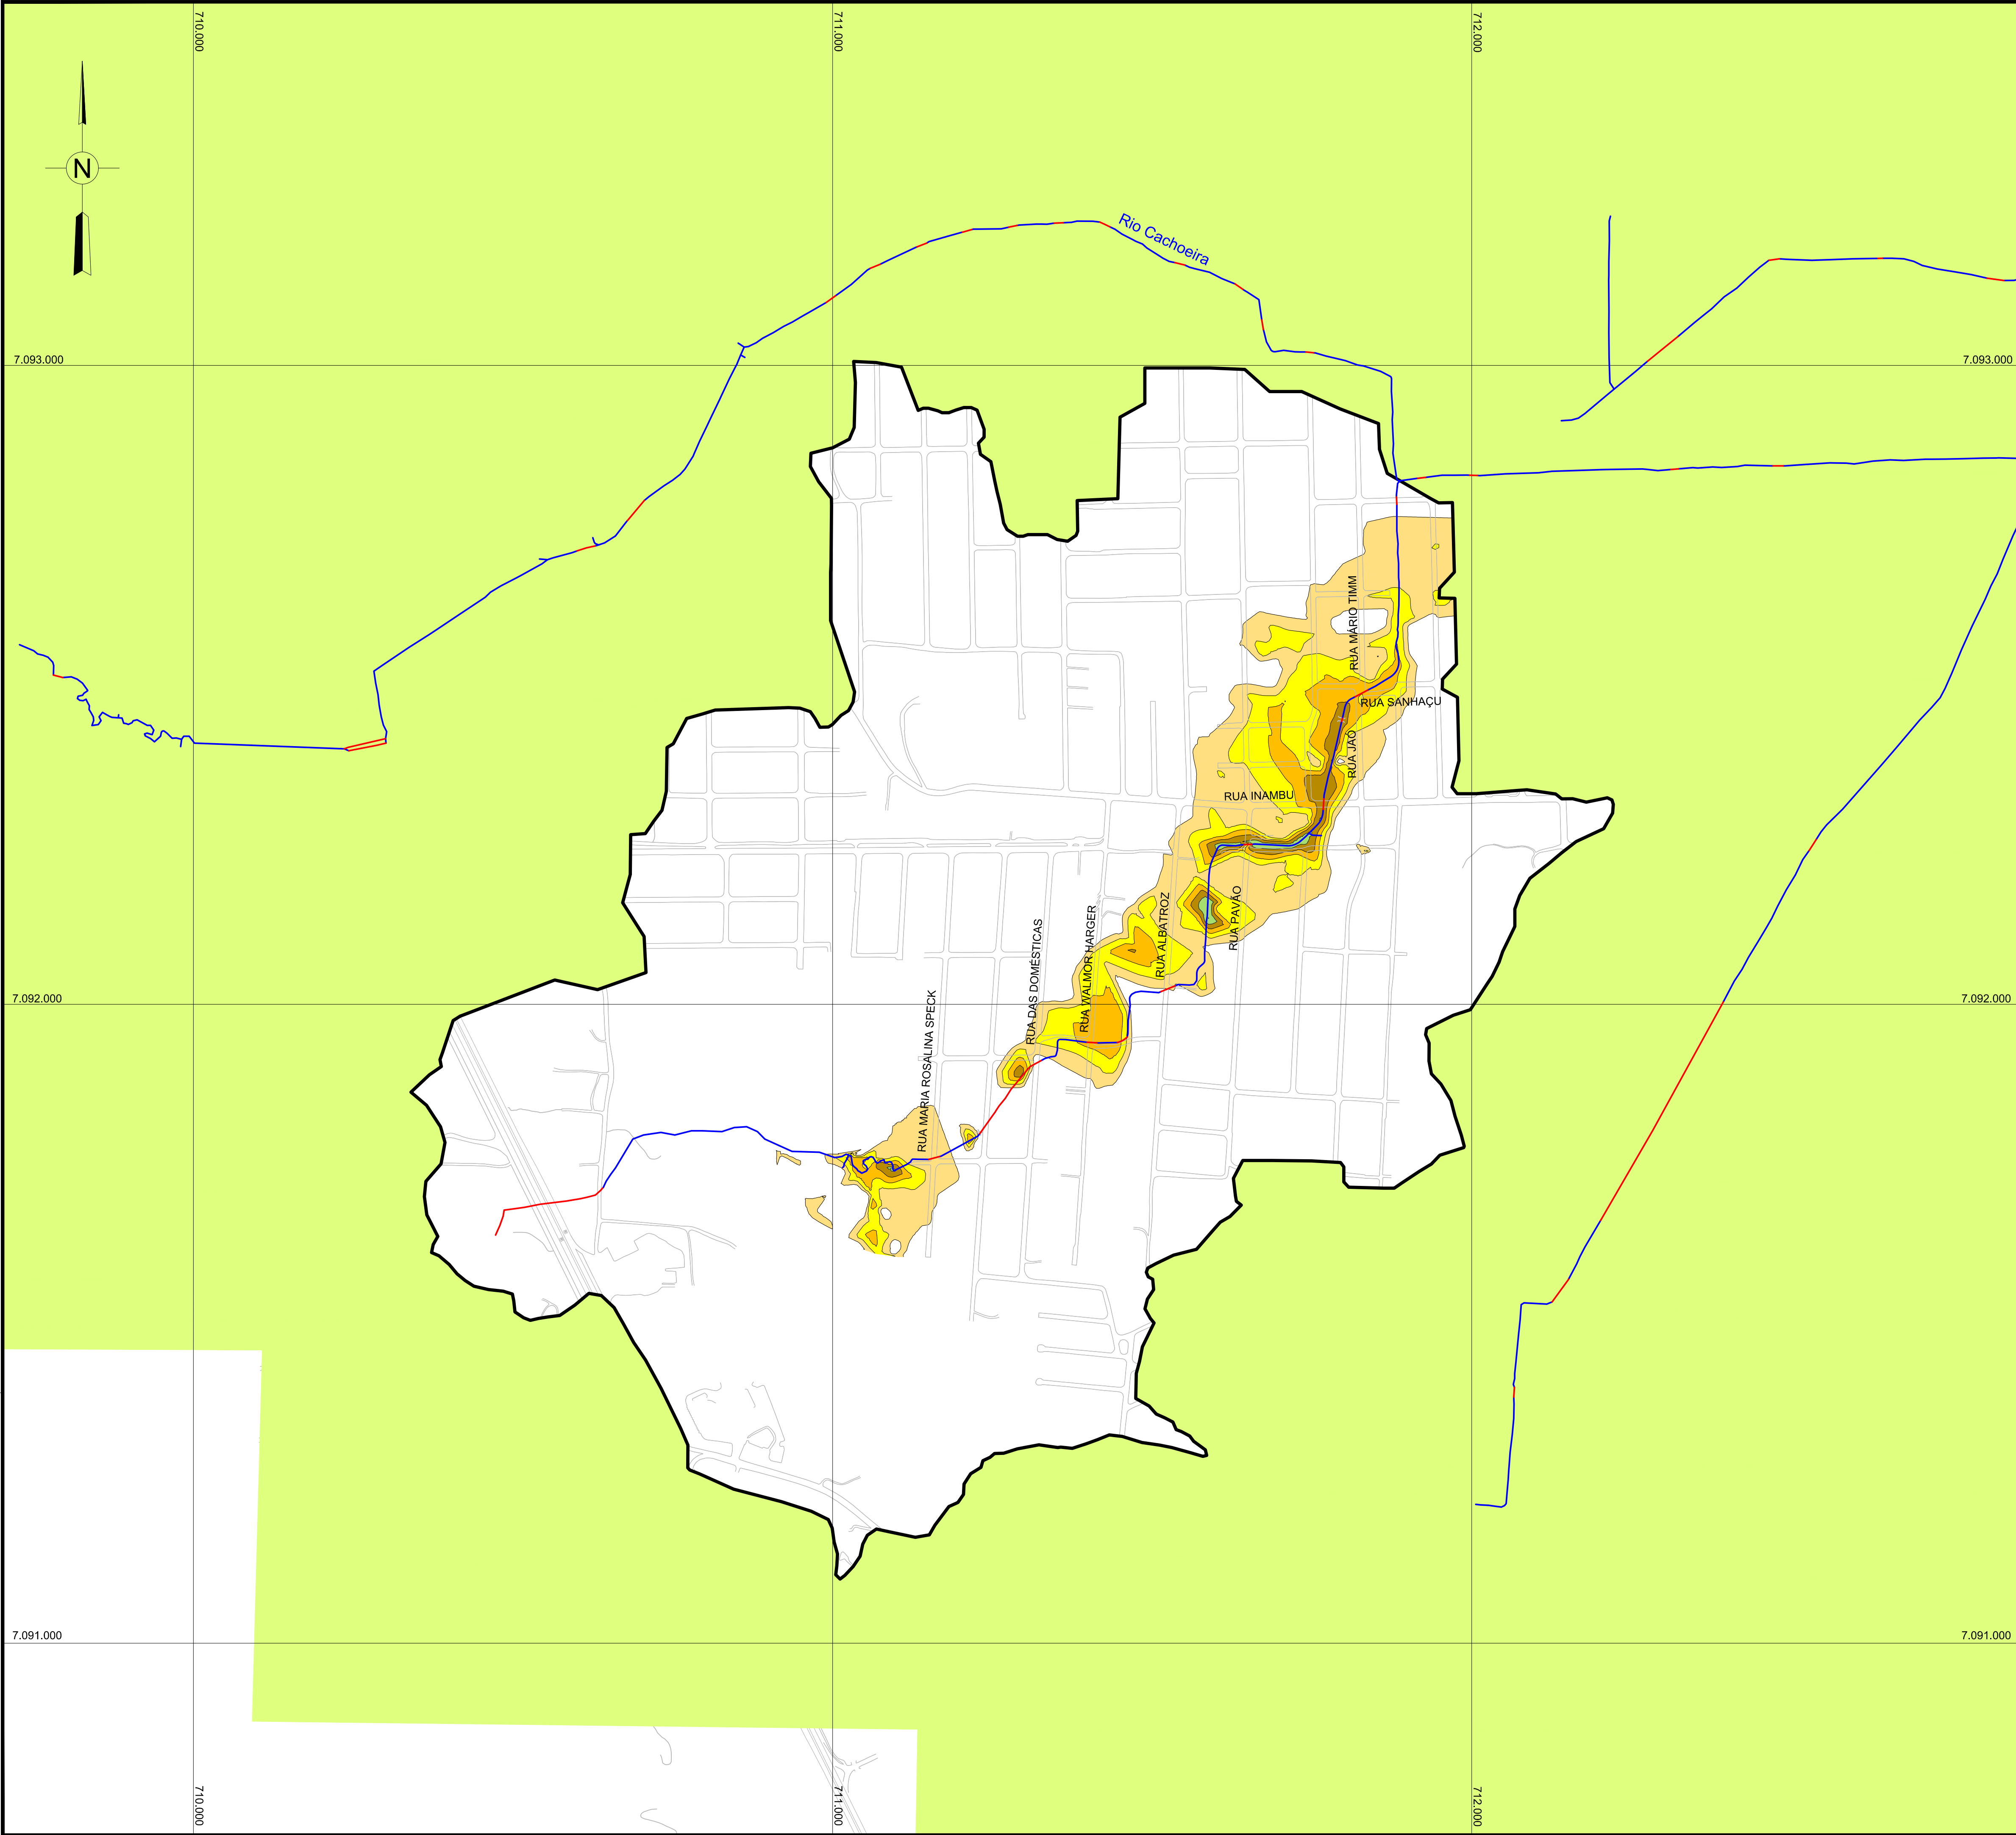 710.000
711.000
712.000
N
Rio Cachoeira
7.093.000
7.093.000
RUA MÁRIO TIMM
RUA SANHAÇU
RUA JAÓ
RUA INAMBU
RUA PAVÃO
RUA ALBATROZ
RUA WALMOR HARGER
RUA DAS DOMÉSTICAS
RUA MARIA ROSALINA SPECK
7.092.000
7.092.000
7.091.000
7.091.000
710.000
711.000
712.000